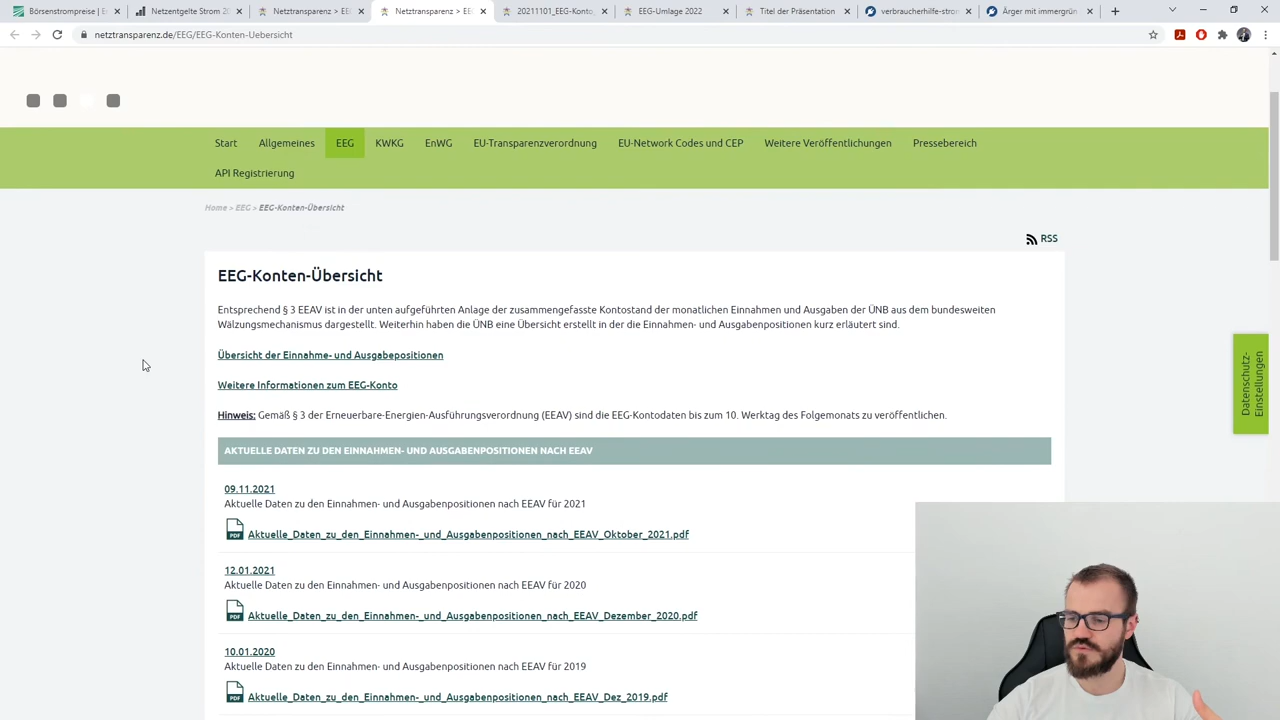 Börsenstrompreise | En
Netzentgelte Strom 20
Netztransparenz > EE
Netztransparenz > EE
20211101_EEG-Konto_
EEG-Umlage 2022
Titel der Präsentation
verbraucherhilfe-stron
Ärger mit immergrün
netztransparenz.de/EEG/EEG-Konten-Uebersicht
Start Allgemeines EEG KWKG EnWG EU-Transparenzverordnung EU-Network Codes und CEP Weitere Veröffentlichungen Pressebereich
API Registrierung
Home > EEG > EEG-Konten-Übersicht
RSS
EEG-Konten-Übersicht
Entsprechend § 3 EEAV ist in der unten aufgeführten Anlage der zusammengefasste Kontostand der monatlichen Einnahmen und Ausgaben der ÜNB aus dem bundesweiten
Wälzungsmechanismus dargestellt. Weiterhin haben die ÜNB eine Übersicht erstellt in der die Einnahmen- und Ausgabenpositionen kurz erläutert sind.
Übersicht der Einnahme- und Ausgabepositionen
Weitere Informationen zum EEG-Konto
Hinweis: Gemäß § 3 der Erneuerbare-Energien-Ausführungsverordnung (EEAV) sind die EEG-Kontodaten bis zum 10. Werktag des Folgemonats zu veröffentlichen.
Datenschutz-
Einstellungen
AKTUELLE DATEN ZU DEN EINNAHMEN- UND AUSGABENPOSITIONEN NACH EEAV
09.11.2021
Aktuelle Daten zu den Einnahmen- und Ausgabenpositionen nach EEAV für 2021
PDF Aktuelle_Daten_zu_den_Einnahmen-_und_Ausgabenpositionen_nach_EEAV_Oktober_2021.pdf
12.01.2021
Aktuelle Daten zu den Einnahmen- und Ausgabenpositionen nach EEAV für 2020
PDF Aktuelle_Daten_zu_den_Einnahmen-_und_Ausgabenpositionen_nach_EEAV_Dezember_2020.pdf
10.01.2020
Aktuelle Daten zu den Einnahmen- und Ausgabenpositionen nach EEAV für 2019
PDF Aktuelle_Daten_zu_den_Einnahmen-_und_Ausgabenpositionen_nach_EEAV_Dez_2019.pdf